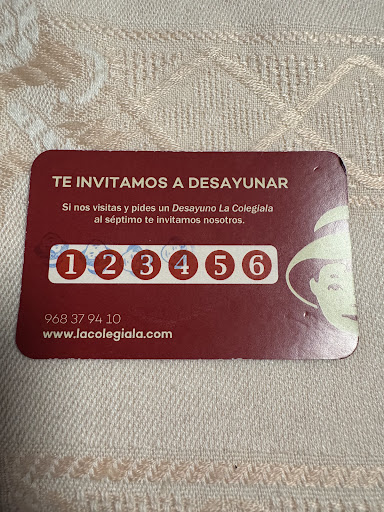 TE INVITAMOS A DESAYUNAR
Si nos visitas y pides un Desayuno La Colegiala
al séptimo te invitamos nosotros.
1 2 3 4 5 6
968 37 94 10
www.lacolegiala.com